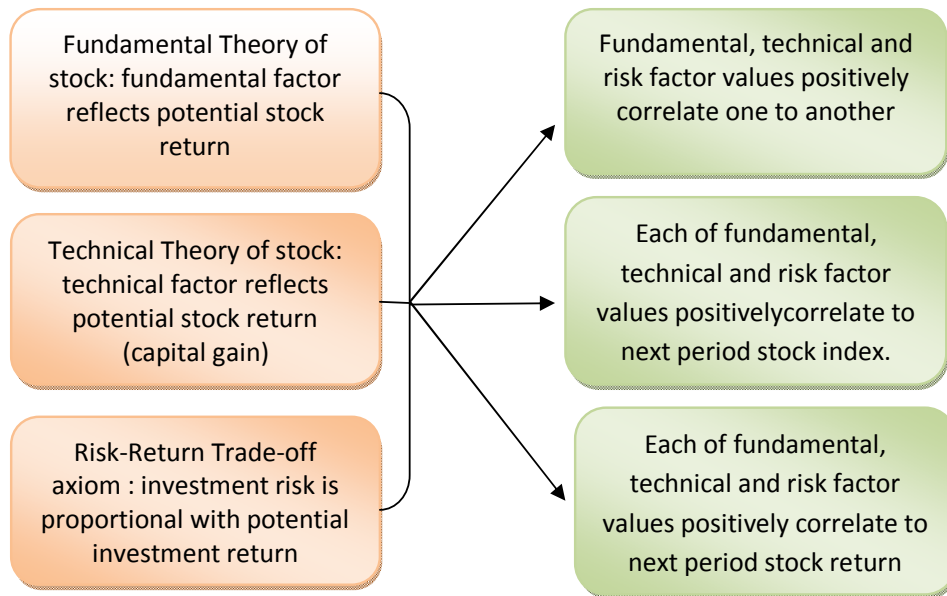 Fundamental Theory of
stock: fundamental factor
reflects potential stock
return
Technical Theory of stock:
technical factor reflects
potential stock return
(capital gain)
Risk-Return Trade-off
axiom : investment risk is
proportional with potential
investment return
Fundamental, technical and
risk factor values positively
correlate one to another
Each of fundamental,
technical and risk factor
values positivelycorrelate to
next period stock index.
Each of fundamental,
technical and risk factor
values positively correlate to
next period stock return